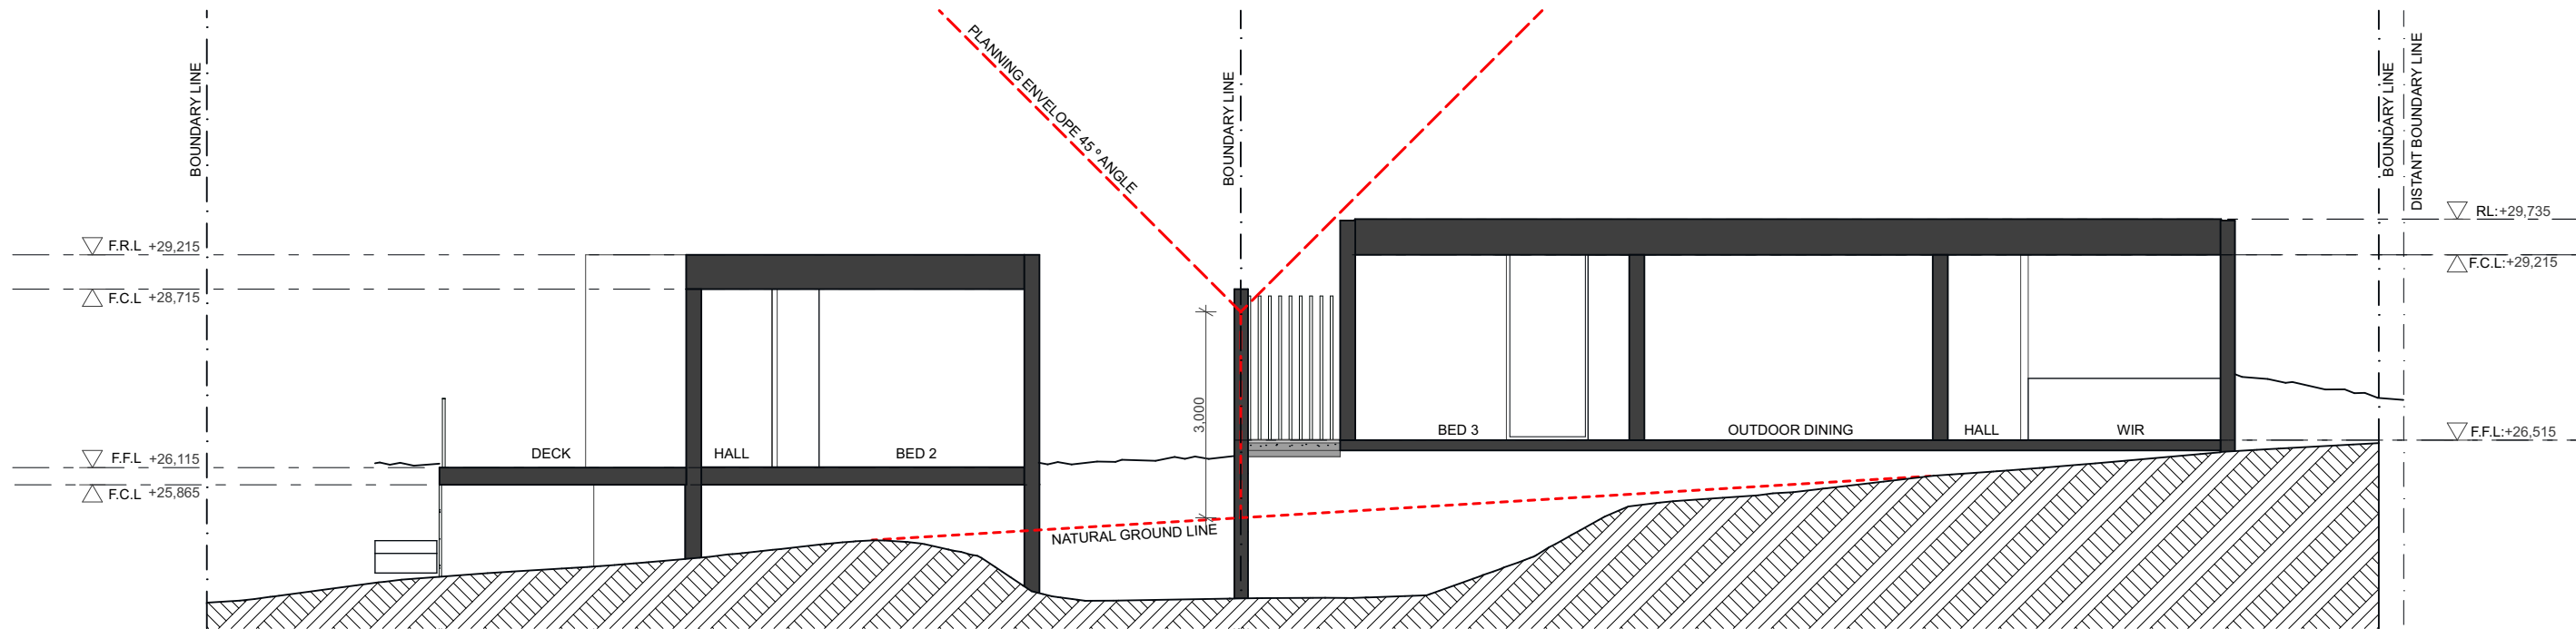 BOUNDARY LINE
PLANNING ENVELOPE 45° ANGLE
BOUNDARY LINE
BOUNDARY LINE
DISTANT BOUNDARY LINE
F.R.L +29,215
F.C.L +28,715
F.F.L +26,115
F.C.L +25,865
RL:+29,735
F.C.L:+29,215
F.F.L:+26,515
3,000
DECK
HALL
BED 2
BED 3
OUTDOOR DINING
HALL
WIR
NATURAL GROUND LINE